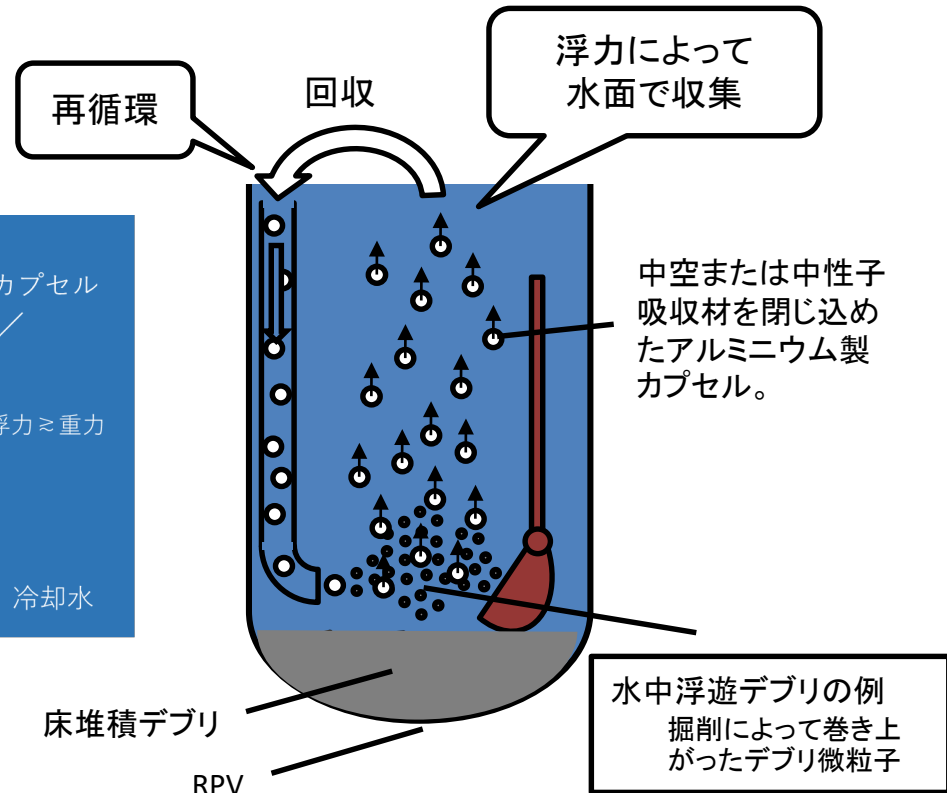 浮力によって
水面で収集
回収
再循環
カプセル
浮力≳重力
冷却水
中空または中性子
吸収材を閉じ込め
たアルミニウム製
カプセル。
床堆積デブリ
RPV
水中浮遊デブリの例
掘削によって巻き上
がったデブリ微粒子